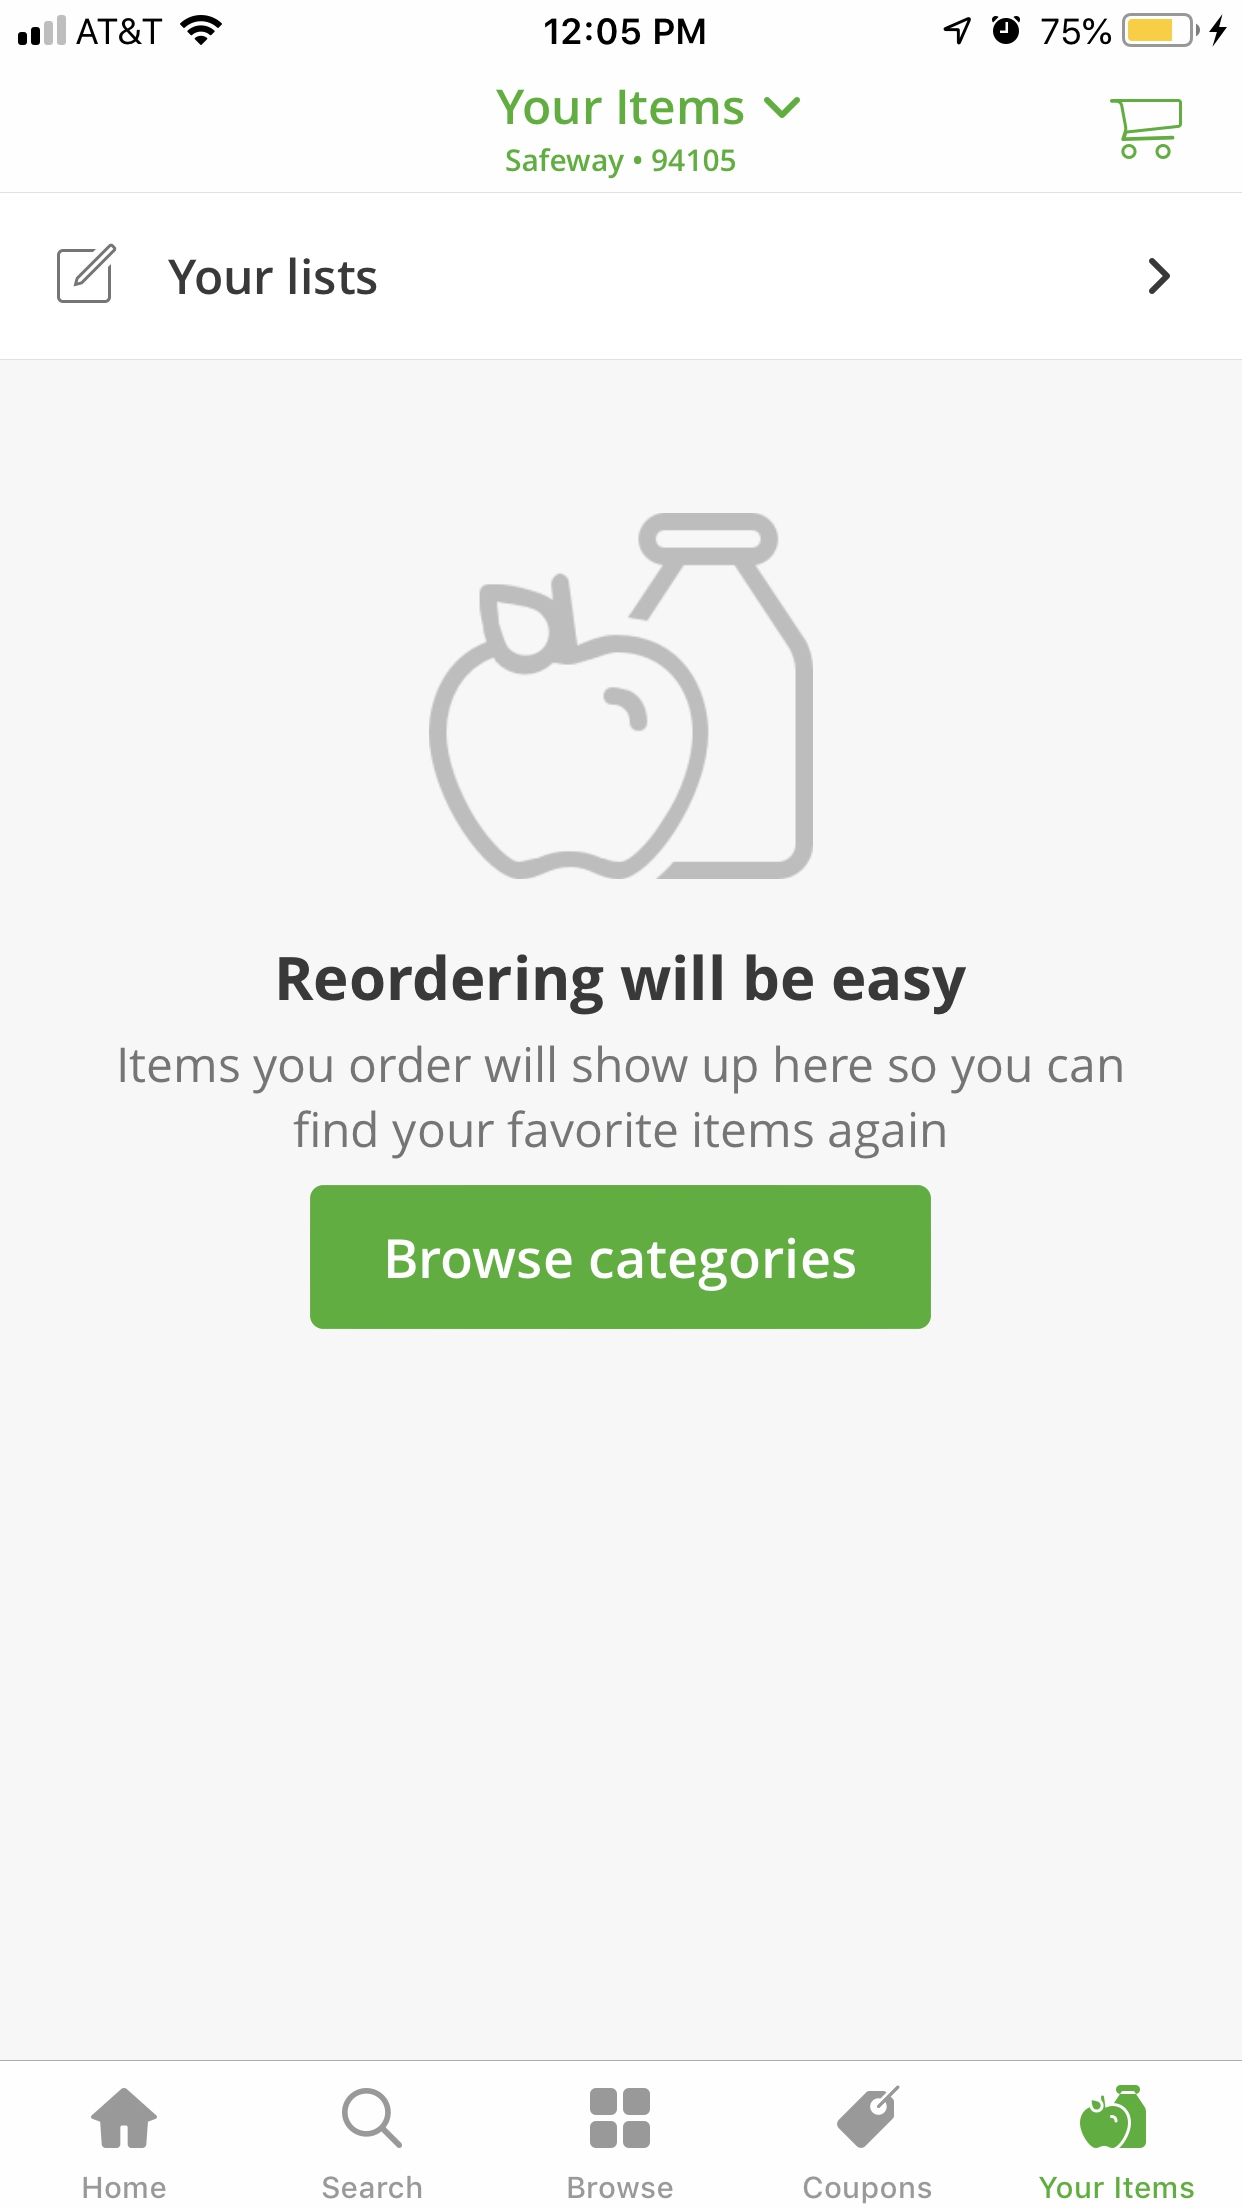 AT&T 12:05 PM 75%
Your Items
Safeway • 94105
Your lists
Reordering will be easy
Items you order will show up here so you can
find your favorite items again
Browse categories
Home Search Browse Coupons Your Items